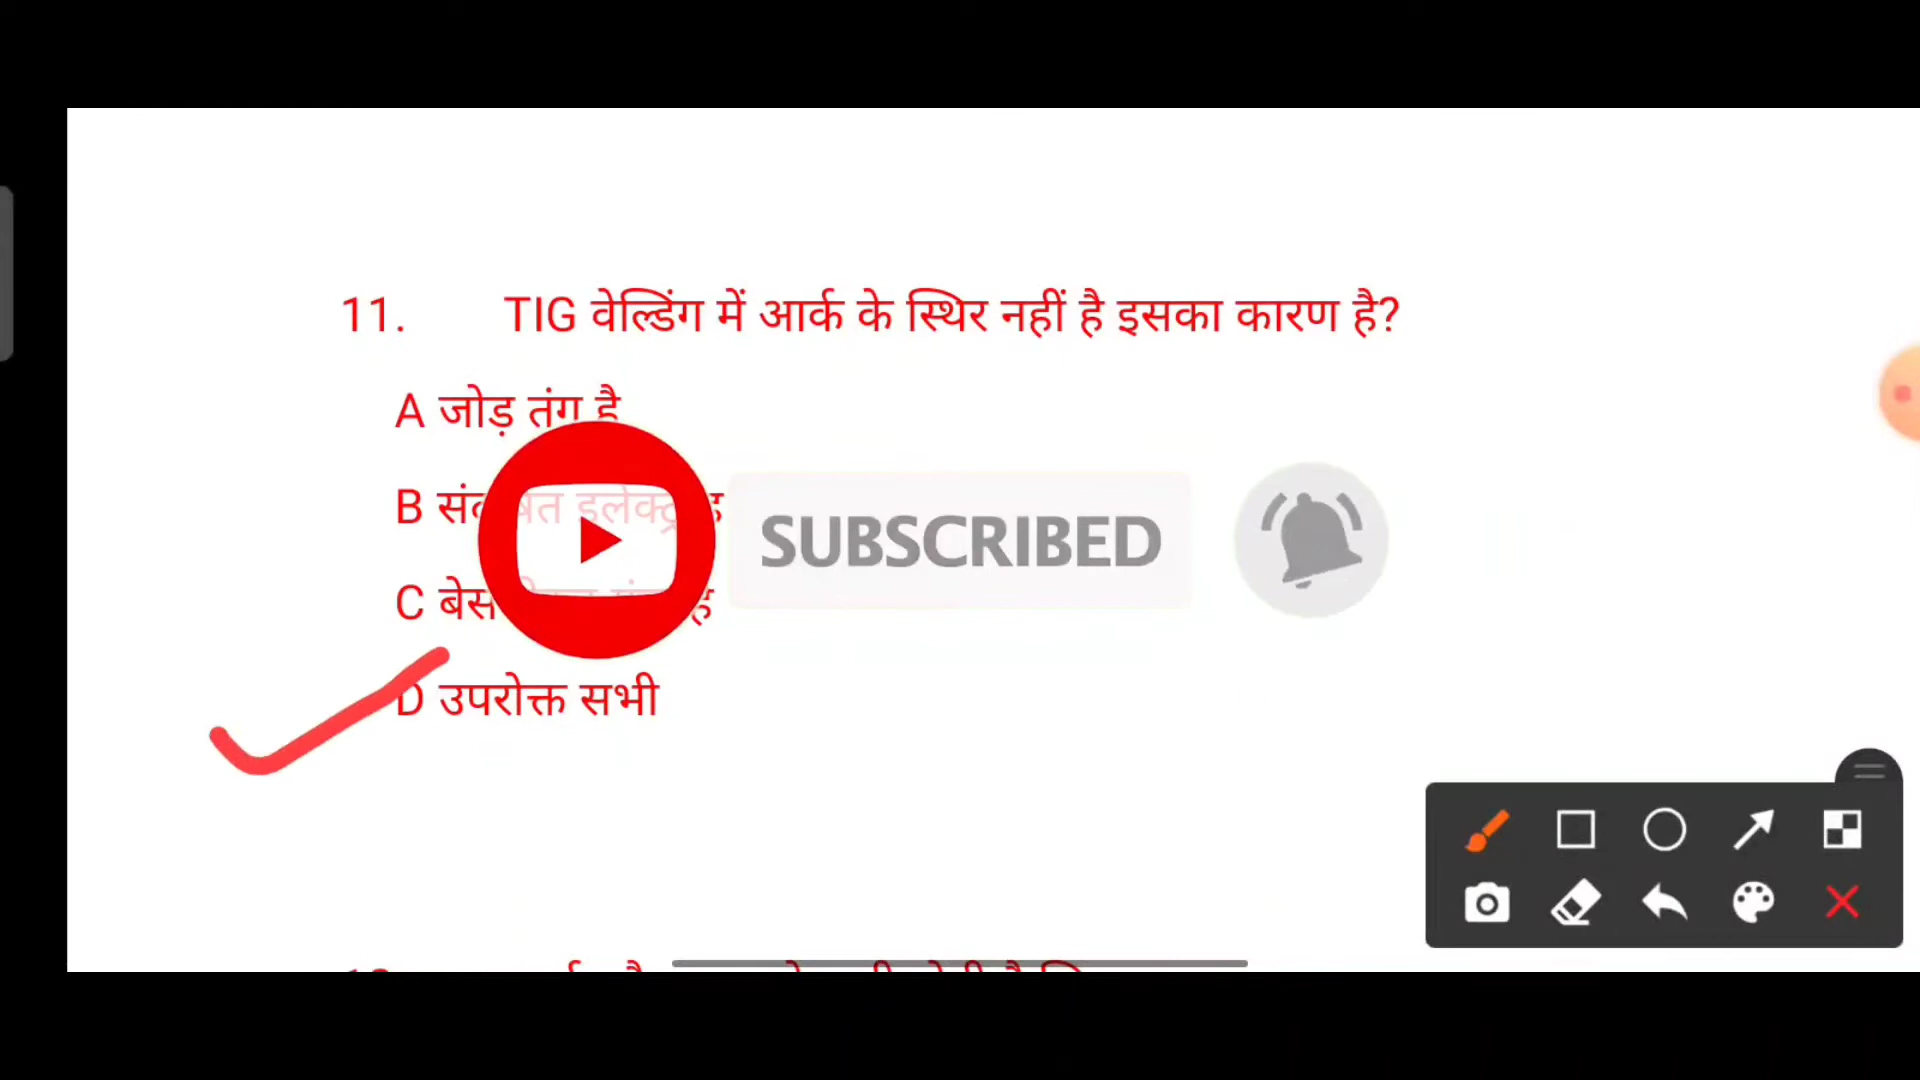 11. TIG वेल्डिंग में आर्क के स्थिर नहीं है इसका कारण है?
A जोड़ तंग है
B
SUBSCRIBED
C बेस
D उपरोक्त सभी